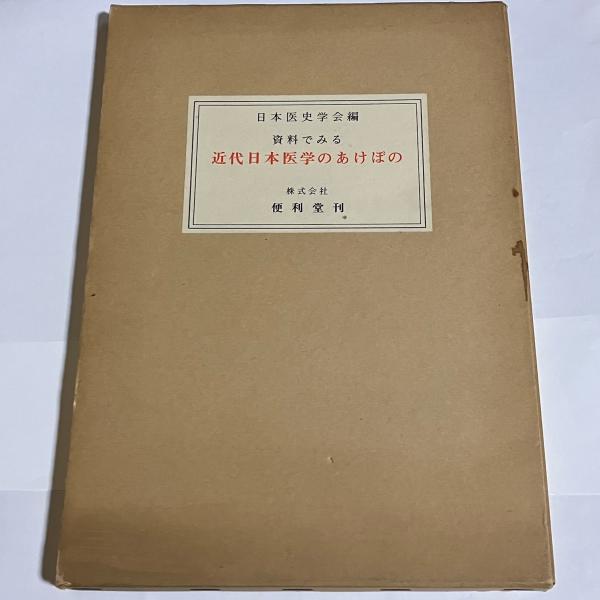 日本医史学会編
資料でみる
近代日本医学のあけぼの
株式会社
便利堂刊